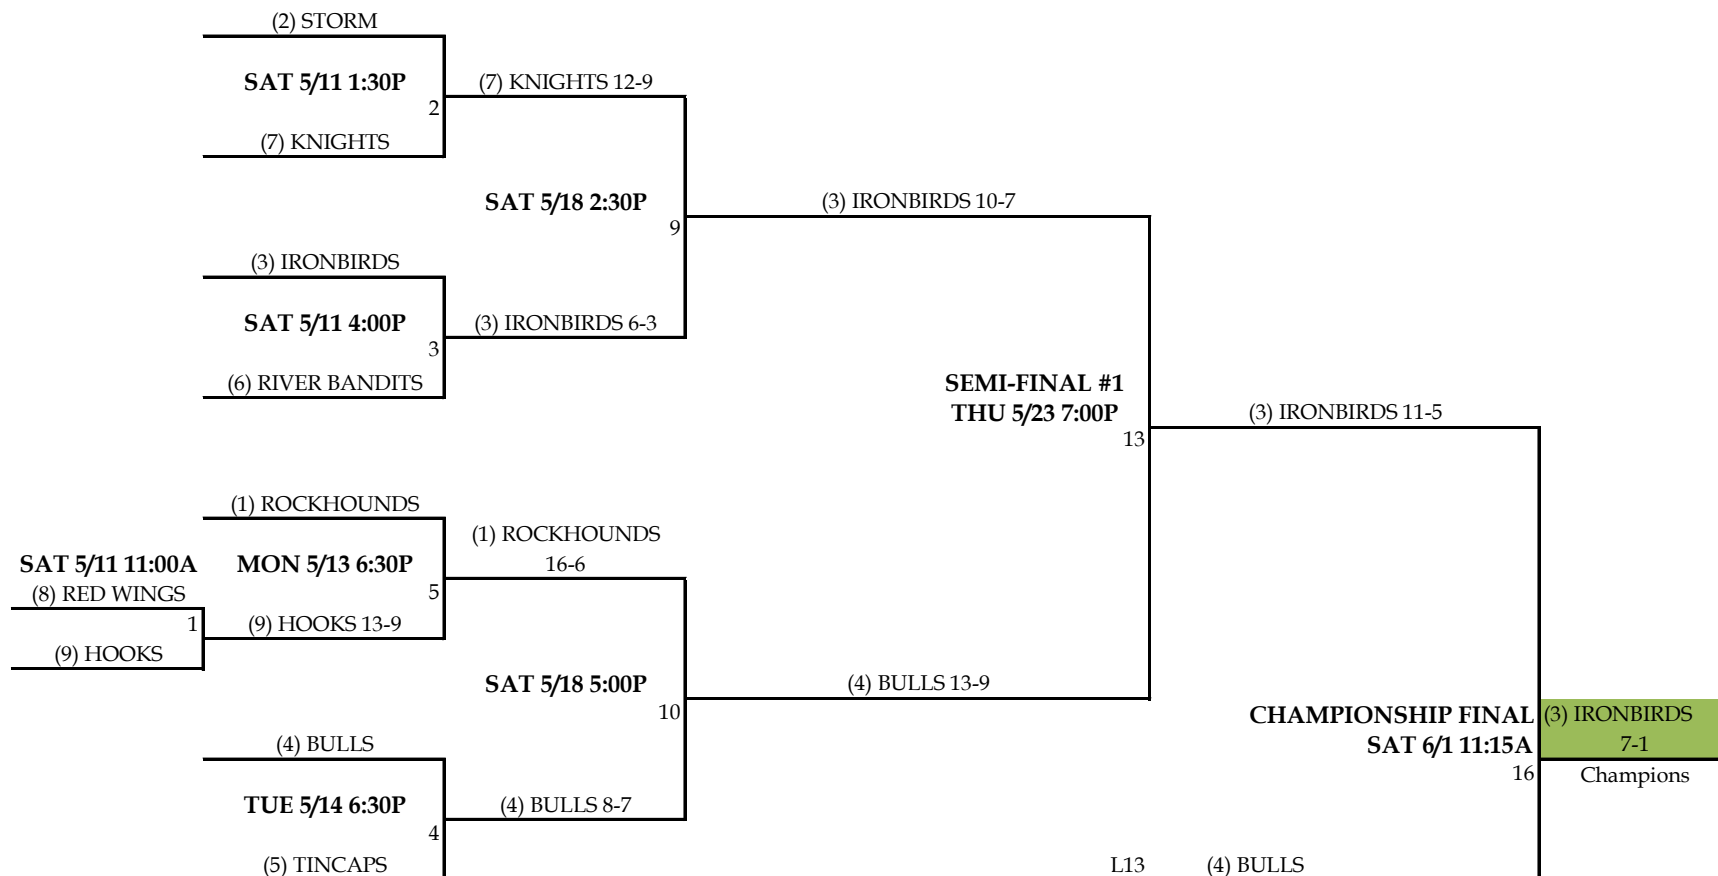 (2) STORM
SAT 5/11 1:30P
(7) KNIGHTS 12-9
2
(7) KNIGHTS
SAT 5/18 2:30P
(3) IRONBIRDS 10-7
9
(3) IRONBIRDS
SAT 5/11 4:00P
(3) IRONBIRDS 6-3
3
(6) RIVER BANDITS
SEMI-FINAL #1
THU 5/23 7:00P
(3) IRONBIRDS 11-5
13
(1) ROCKHOUNDS
(1) ROCKHOUNDS
16-6
SAT 5/11 11:00A
MON 5/13 6:30P
(8) RED WINGS
5
1
(9) HOOKS 13-9
(9) HOOKS
SAT 5/18 5:00P
(4) BULLS 13-9
10
CHAMPIONSHIP FINAL
SAT 6/1 11:15A
(3) IRONBIRDS
7-1
16
Champions
(4) BULLS
TUE 5/14 6:30P
(4) BULLS 8-7
4
(5) TINCAPS
L13
(4) BULLS